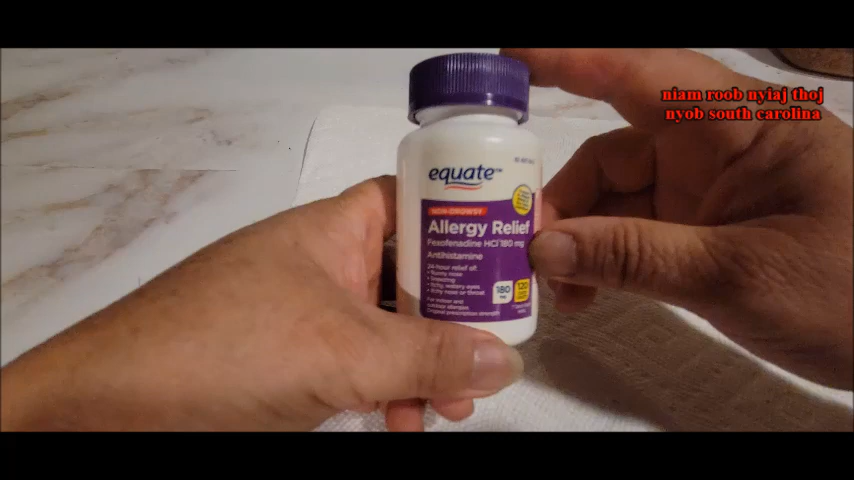 niam roob nyiaj thoj
nyob south carolina
equate™
NON-DROWSY
Allergy Relief
Fexofenadine HCl 180 mg
Antihistamine
24-hour relief of:
• Runny nose
• Sneezing
• Itchy, watery eyes
• Itchy nose or throat
For indoor and
outdoor allergies
Original prescription strength
180
mg
120